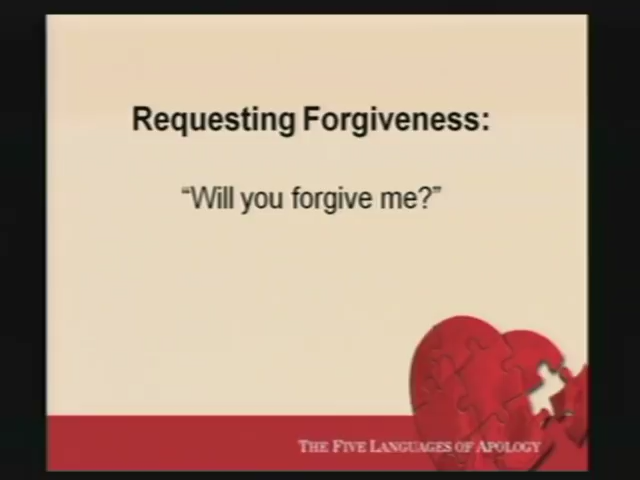 Requesting Forgiveness:
“Will you forgive me?”
THE FIVE LANGUAGES OF APOLOGY